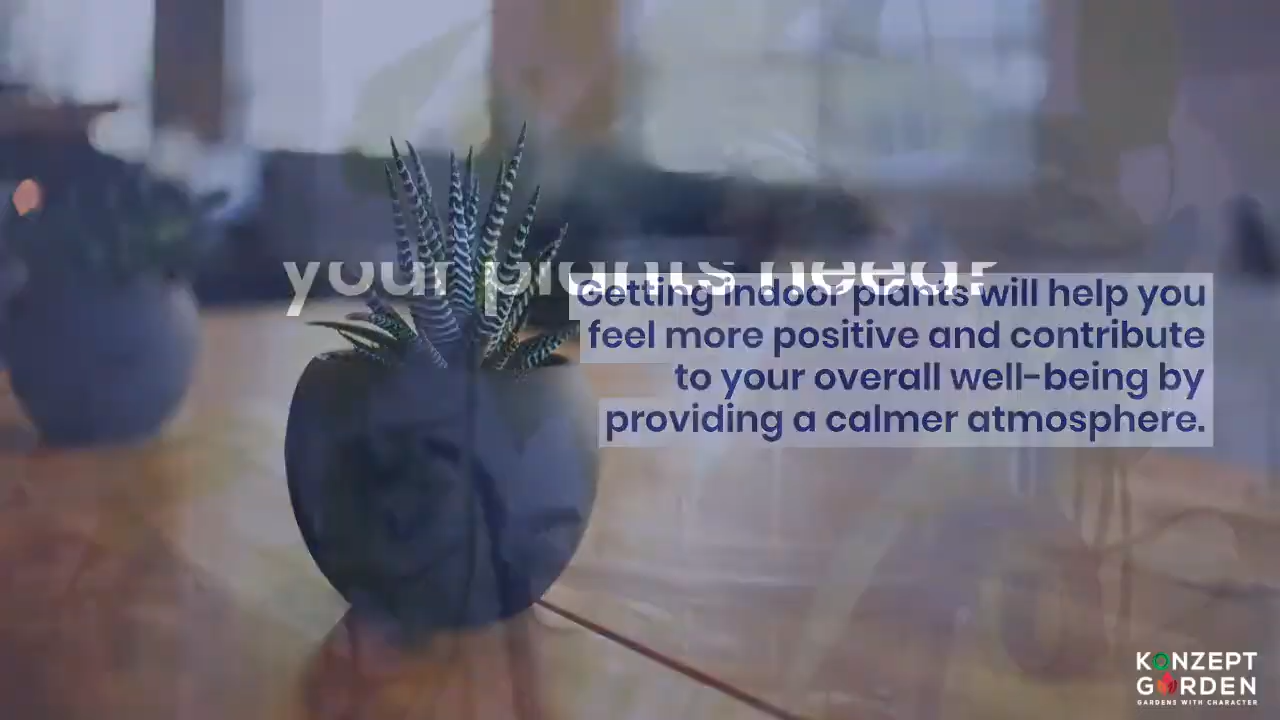 your plants need?
Getting indoor plants will help you
feel more positive and contribute
to your overall well-being by
providing a calmer atmosphere.
KONZEPT
GARDEN
GARDENS WITH CHARACTER